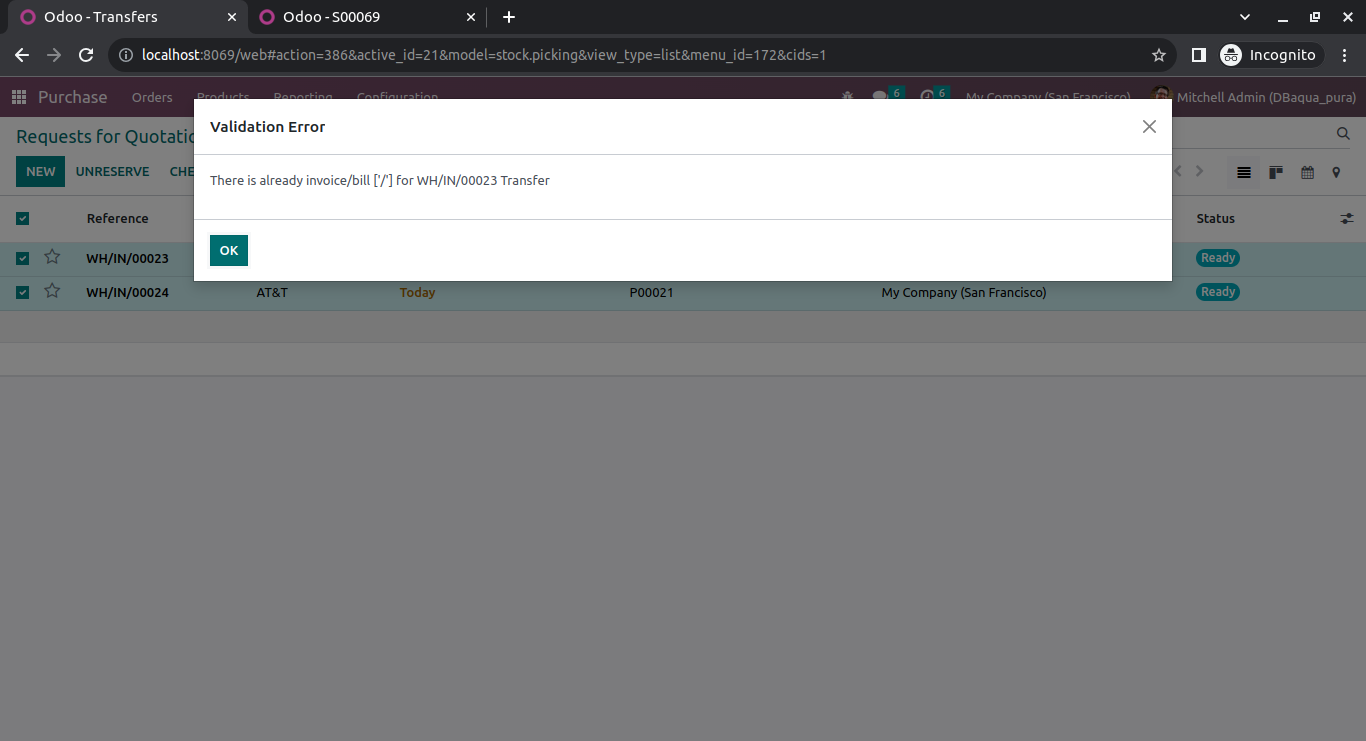 Odoo - Transfers
Odoo - S00069
localhost:8069/web#action=386&active_id=21&model=stock.picking&view_type=list&menu_id=172&cids=1
Incognito
Purchase Orders Products Reporting Configuration 6 6 My Company (San Francisco) Mitchell Admin (DBaqua_pura)
Validation Error
Requests for Quotatio
NEW UNRESERVE CHE
There is already invoice/bill ['/'] for WH/IN/00023 Transfer
Reference Status
OK
WH/IN/00023 Ready
WH/IN/00024 AT&T Today P00021 My Company (San Francisco) Ready